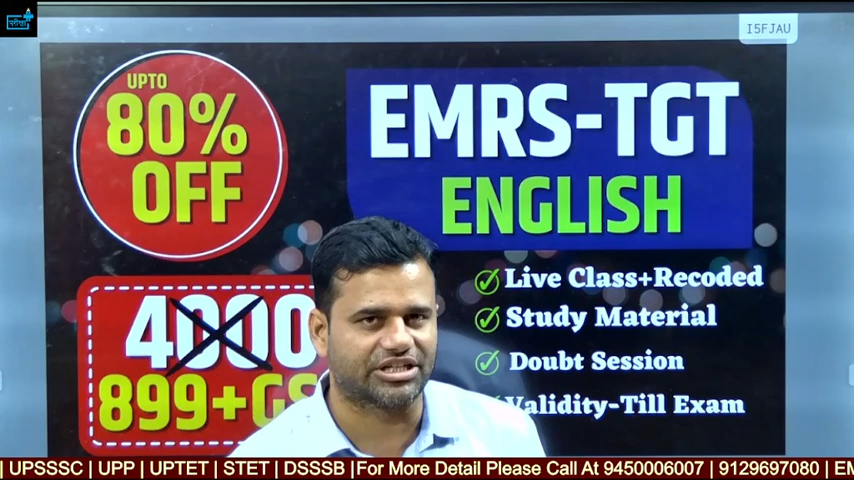 I5FJAU
UPTO
80%
OFF
EMRS-TGT
ENGLISH
4000
899+GS
Live Class+Recoded
Study Material
Doubt Session
Validity-Till Exam
UPSSSC | UPP | UPTET | STET | DSSSB |For More Detail Please Call At 9450006007 | 9129697080 | EM